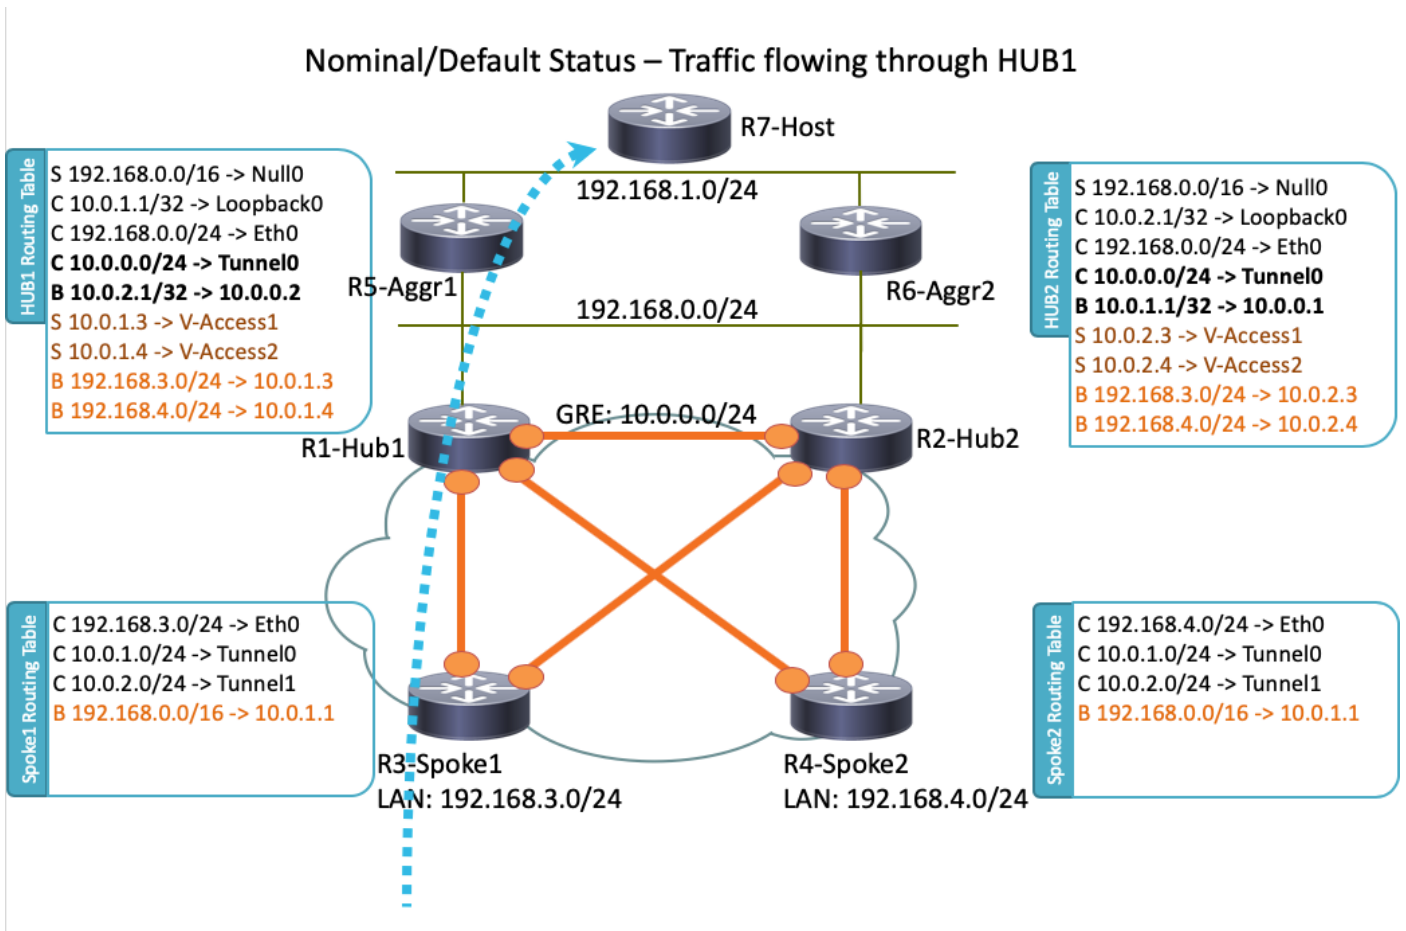 Nominal/Default Status – Traffic flowing through HUB1
R7-Host
192.168.1.0/24
HUB1 Routing Table
S 192.168.0.0/16 -> Null0
C 10.0.1.1/32 -> Loopback0
C 192.168.0.0/24 -> Eth0
C 10.0.0.0/24 -> Tunnel0
B 10.0.2.1/32 -> 10.0.0.2
S 10.0.1.3 -> V-Access1
S 10.0.1.4 -> V-Access2
B 192.168.3.0/24 -> 10.0.1.3
B 192.168.4.0/24 -> 10.0.1.4
HUB2 Routing Table
S 192.168.0.0/16 -> Null0
C 10.0.2.1/32 -> Loopback0
C 192.168.0.0/24 -> Eth0
C 10.0.0.0/24 -> Tunnel0
B 10.0.1.1/32 -> 10.0.0.1
S 10.0.2.3 -> V-Access1
S 10.0.2.4 -> V-Access2
B 192.168.3.0/24 -> 10.0.2.3
B 192.168.4.0/24 -> 10.0.2.4
R5-Aggr1
R6-Aggr2
192.168.0.0/24
GRE: 10.0.0.0/24
R1-Hub1
R2-Hub2
Spoke1 Routing Table
C 192.168.3.0/24 -> Eth0
C 10.0.1.0/24 -> Tunnel0
C 10.0.2.0/24 -> Tunnel1
B 192.168.0.0/16 -> 10.0.1.1
Spoke2 Routing Table
C 192.168.4.0/24 -> Eth0
C 10.0.1.0/24 -> Tunnel0
C 10.0.2.0/24 -> Tunnel1
B 192.168.0.0/16 -> 10.0.1.1
R3-Spoke1
LAN: 192.168.3.0/24
R4-Spoke2
LAN: 192.168.4.0/24